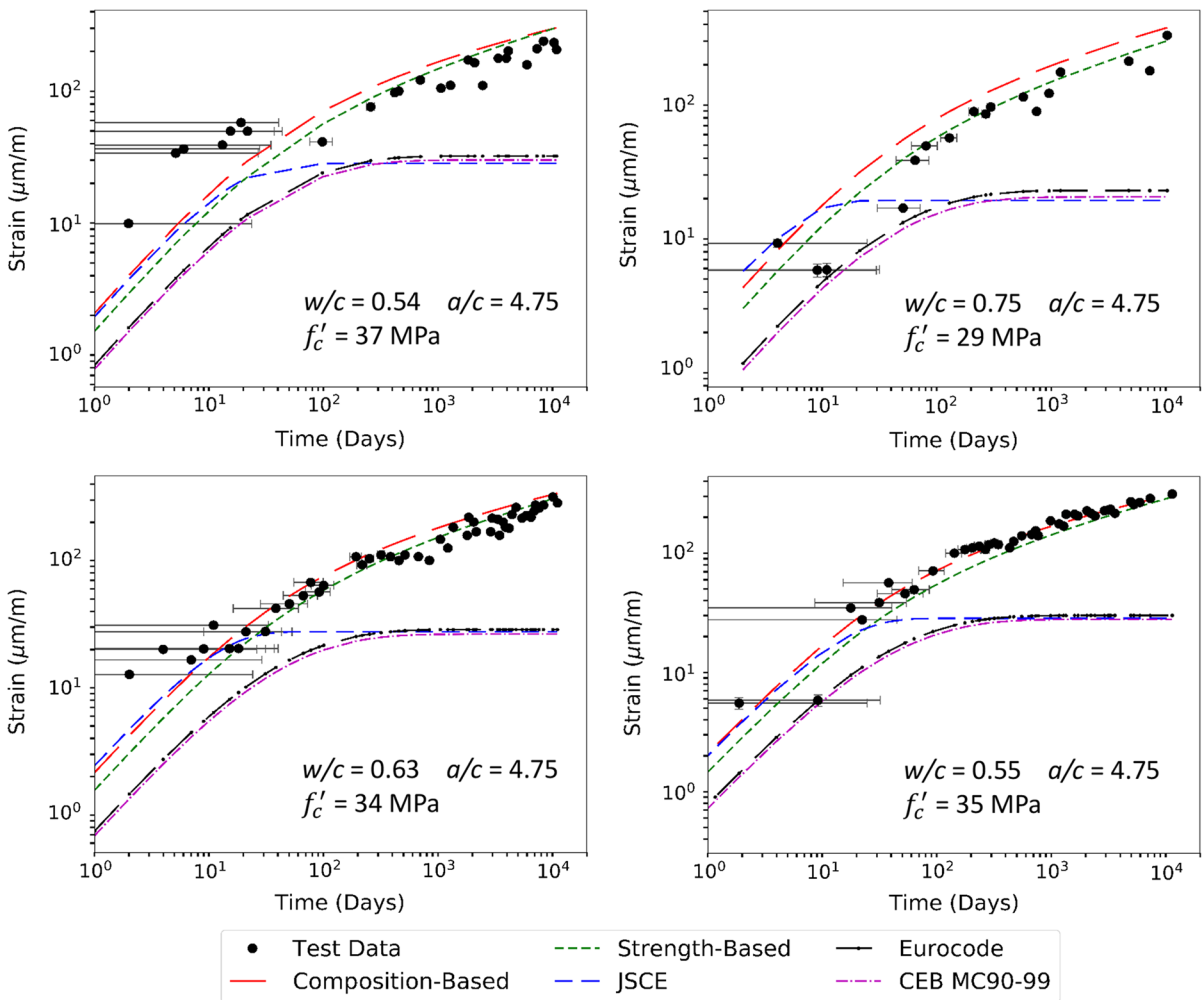 10² 10² 
Strain (μm/m) Strain (μm/m)
10¹ 10¹
w/c = 0.54 a/c = 4.75 w/c = 0.75 a/c = 4.75
f′c = 37 MPa f′c = 29 MPa
10⁰ 10⁰
10⁰ 10¹ 10² 10³ 10⁴ 10⁰ 10¹ 10² 10³ 10⁴
Time (Days) Time (Days)
10² 10²
Strain (μm/m) Strain (μm/m)
10¹ 10¹
w/c = 0.63 a/c = 4.75 w/c = 0.55 a/c = 4.75
f′c = 34 MPa f′c = 35 MPa
10⁰ 10⁰
10⁰ 10¹ 10² 10³ 10⁴ 10⁰ 10¹ 10² 10³ 10⁴
Time (Days) Time (Days)
Test Data Strength-Based Eurocode
Composition-Based JSCE CEB MC90-99